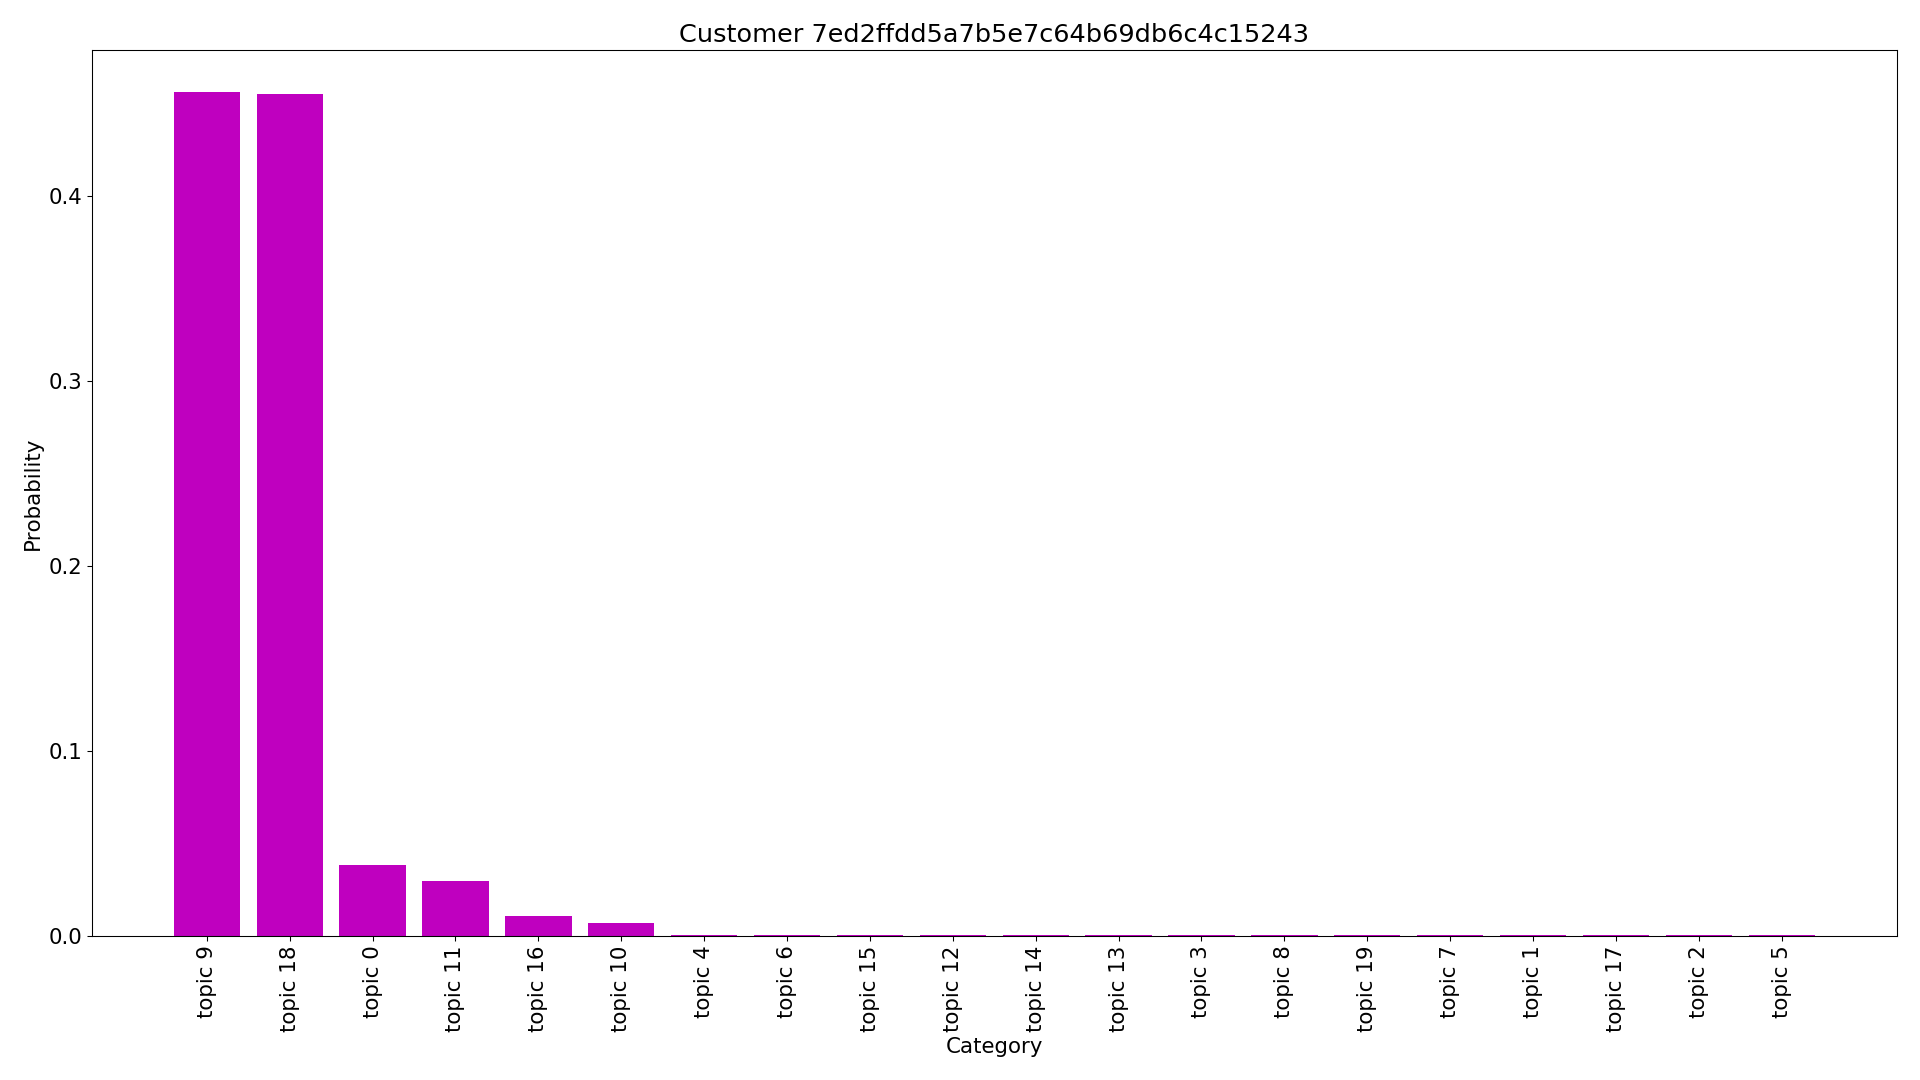 Customer 7ed2ffdd5a7b5e7c64b69db6c4c15243
Probability
0.4
0.3
0.2
0.1
0.0
topic 9
topic 18
topic 0
topic 11
topic 16
topic 10
topic 4
topic 6
topic 15
topic 12
topic 14
topic 13
topic 3
topic 8
topic 19
topic 7
topic 1
topic 17
topic 2
topic 5
Category